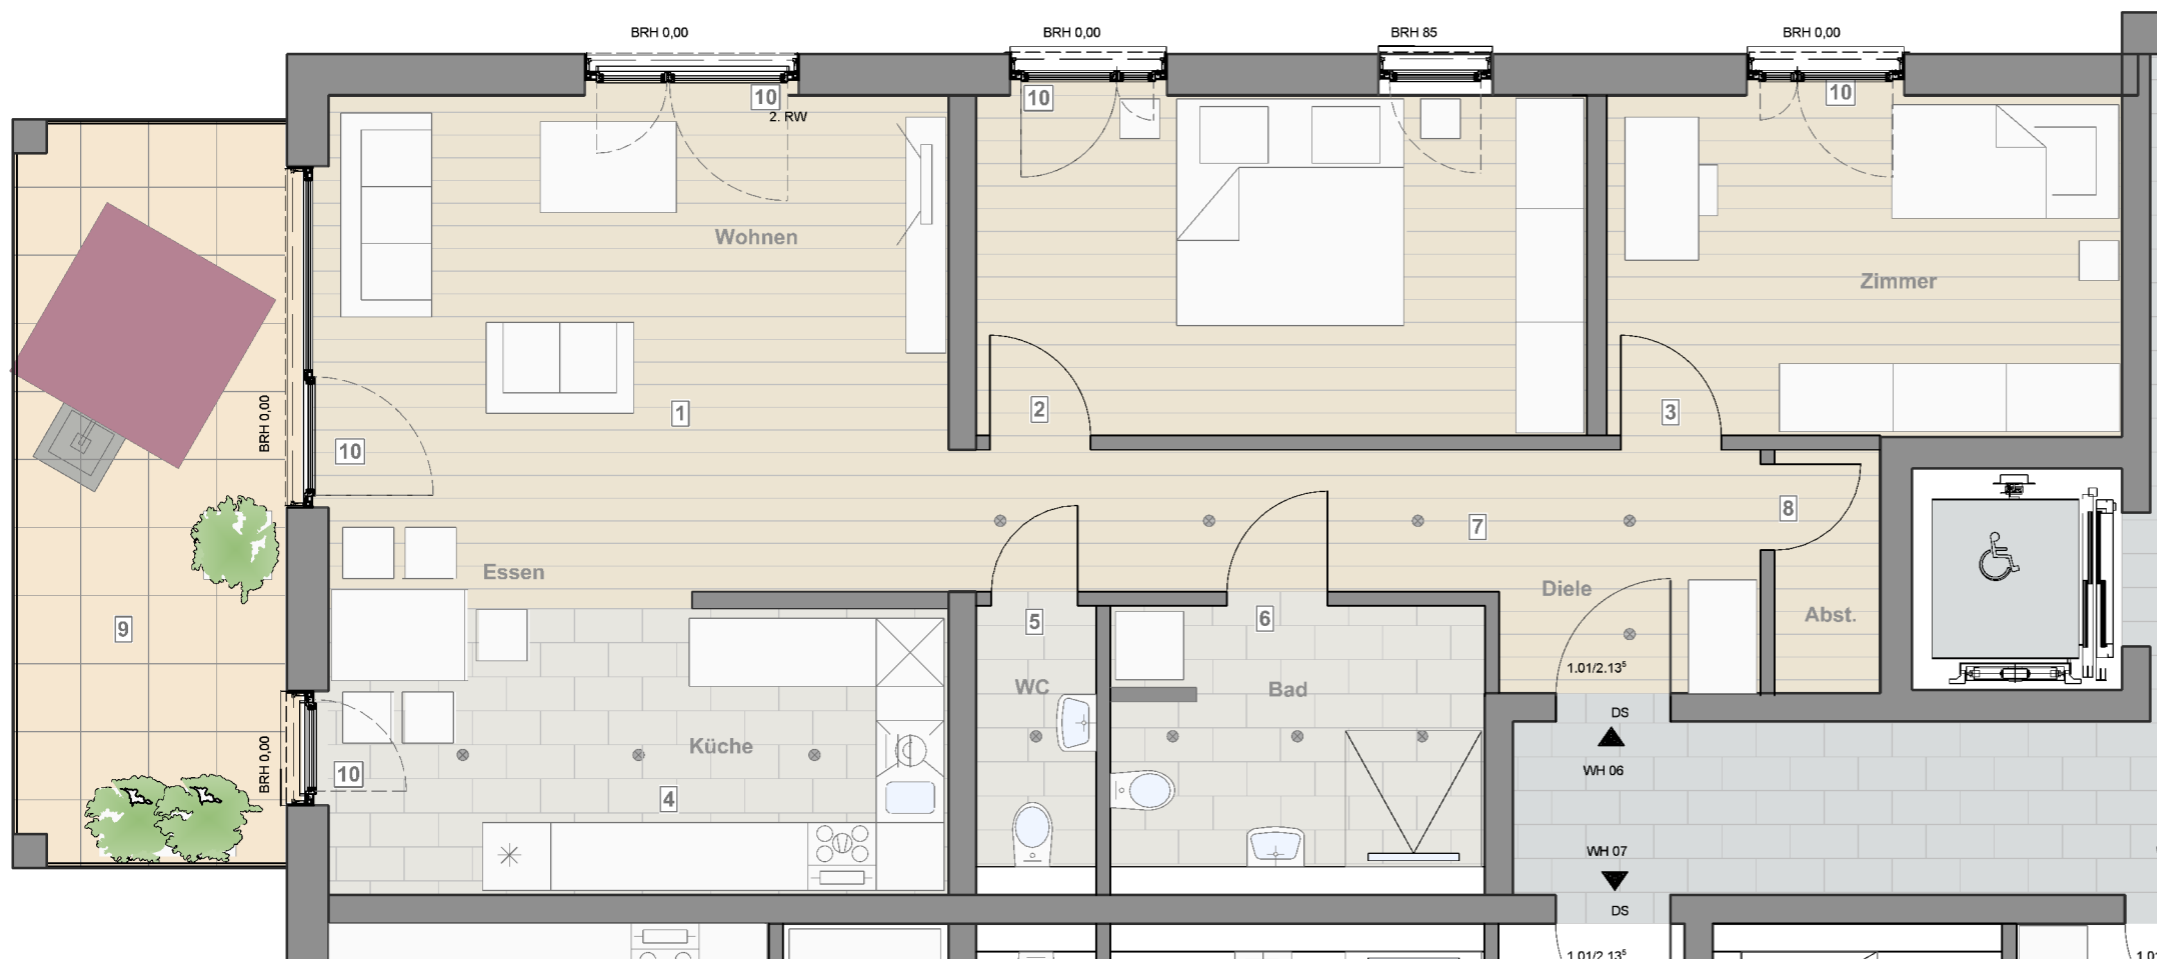 BRH 0,00
BRH 0,00
BRH 85
BRH 0,00
10
10
10
2. RW
Wohnen
Zimmer
BRH 0,00
1
2
3
10
7
8
Essen
Diele
Abst.
9
5
6
1.01/2.13⁵
WC
Bad
DS
Küche
BRH 0,00
10
WH 06
4
WH 07
DS
1.01/2.13⁵